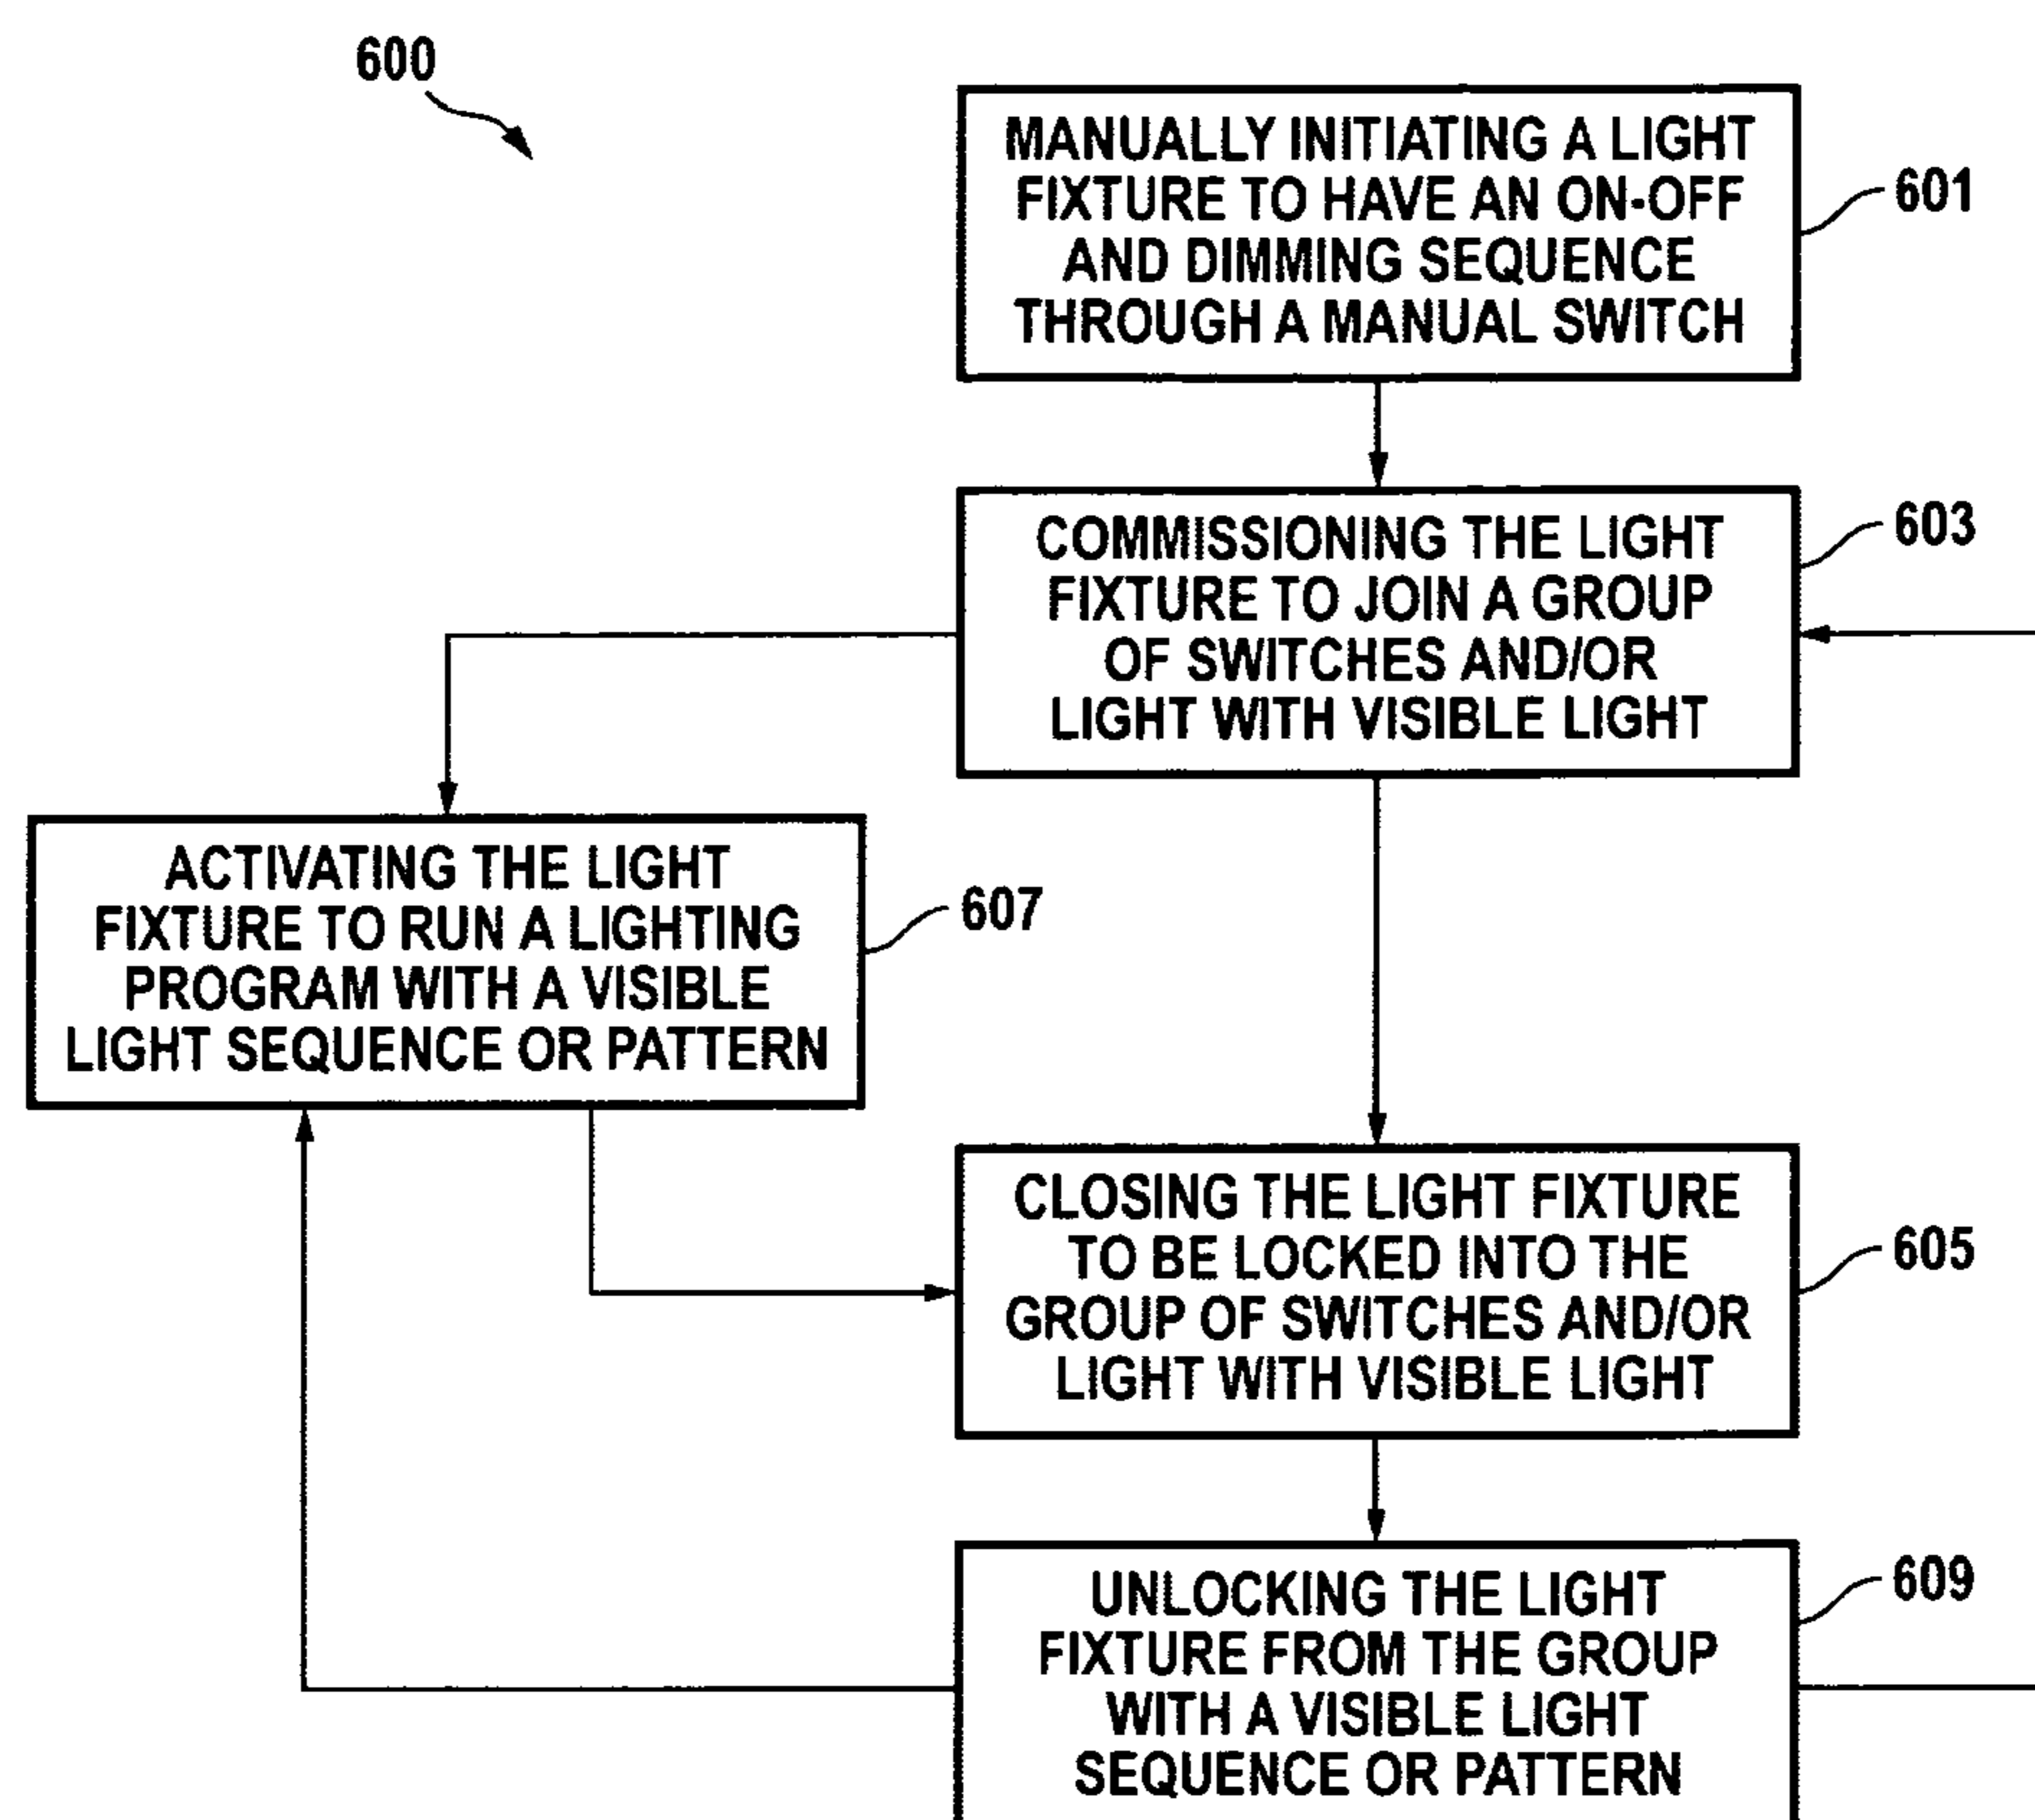 600
MANUALLY INITIATING A LIGHT
FIXTURE TO HAVE AN ON-OFF
AND DIMMING SEQUENCE
THROUGH A MANUAL SWITCH
601
COMMISSIONING THE LIGHT
FIXTURE TO JOIN A GROUP
OF SWITCHES AND/OR
LIGHT WITH VISIBLE LIGHT
603
ACTIVATING THE LIGHT
FIXTURE TO RUN A LIGHTING
PROGRAM WITH A VISIBLE
LIGHT SEQUENCE OR PATTERN
607
CLOSING THE LIGHT FIXTURE
TO BE LOCKED INTO THE
GROUP OF SWITCHES AND/OR
LIGHT WITH VISIBLE LIGHT
605
UNLOCKING THE LIGHT
FIXTURE FROM THE GROUP
WITH A VISIBLE LIGHT
SEQUENCE OR PATTERN
609